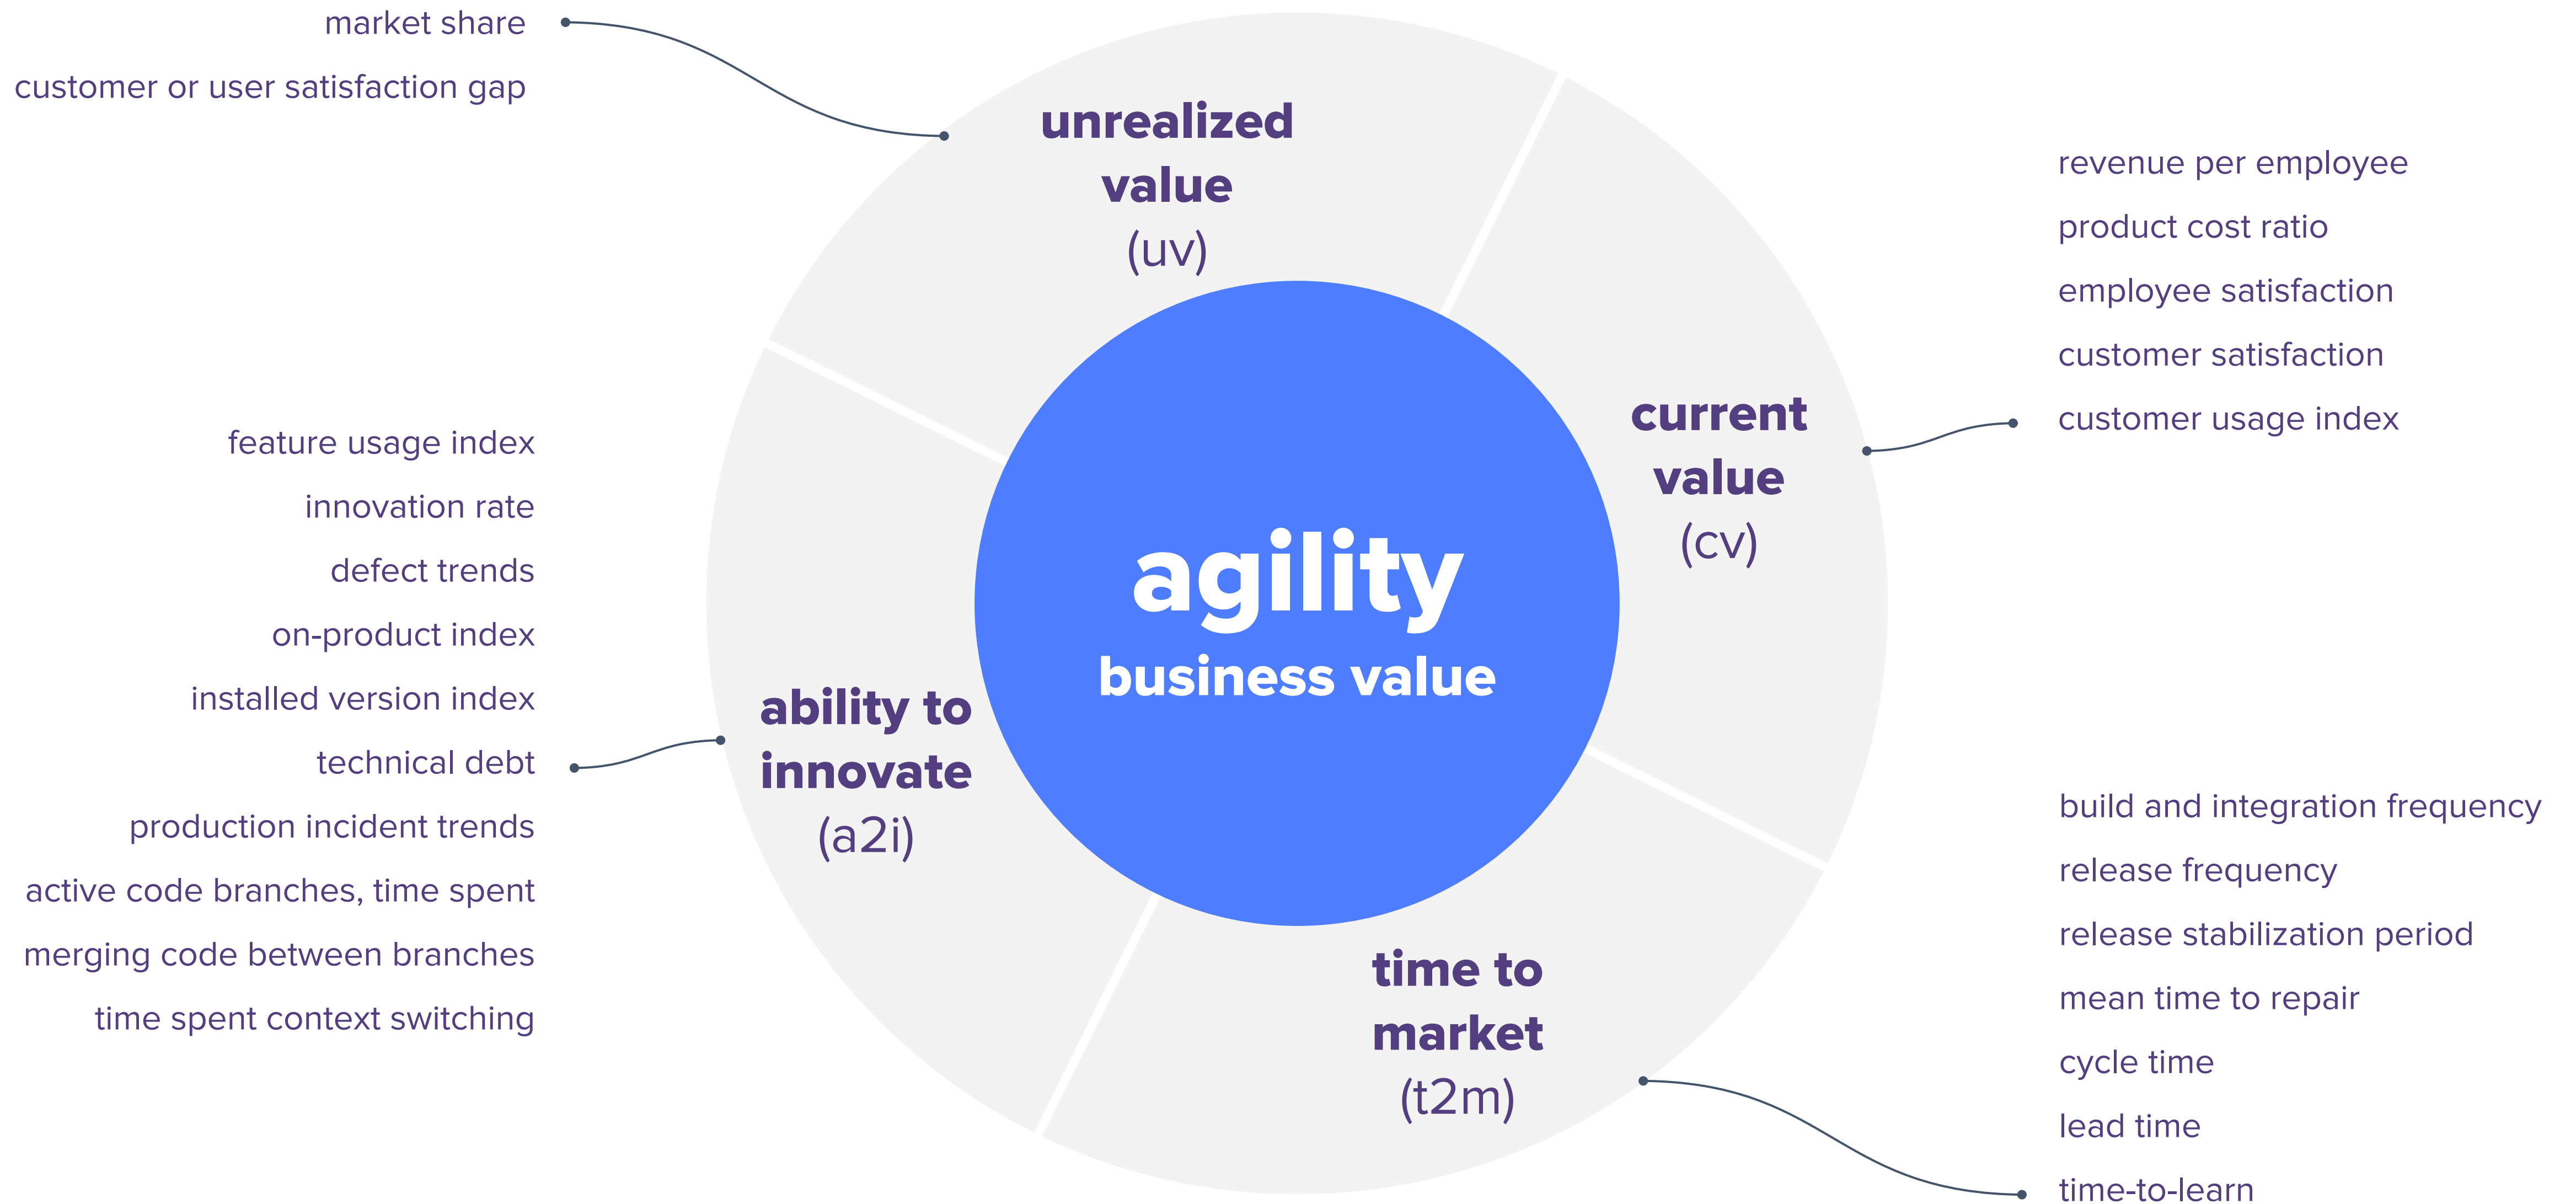 market share
customer or user satisfaction gap
unrealized
value
(uv)
revenue per employee
product cost ratio
employee satisfaction
customer satisfaction
customer usage index
current
value
(cv)
feature usage index
innovation rate
defect trends
on-product index
installed version index
technical debt
production incident trends
active code branches, time spent
merging code between branches
time spent context switching
ability to
innovate
(a2i)
agility
business value
time to
market
(t2m)
build and integration frequency
release frequency
release stabilization period
mean time to repair
cycle time
lead time
time-to-learn